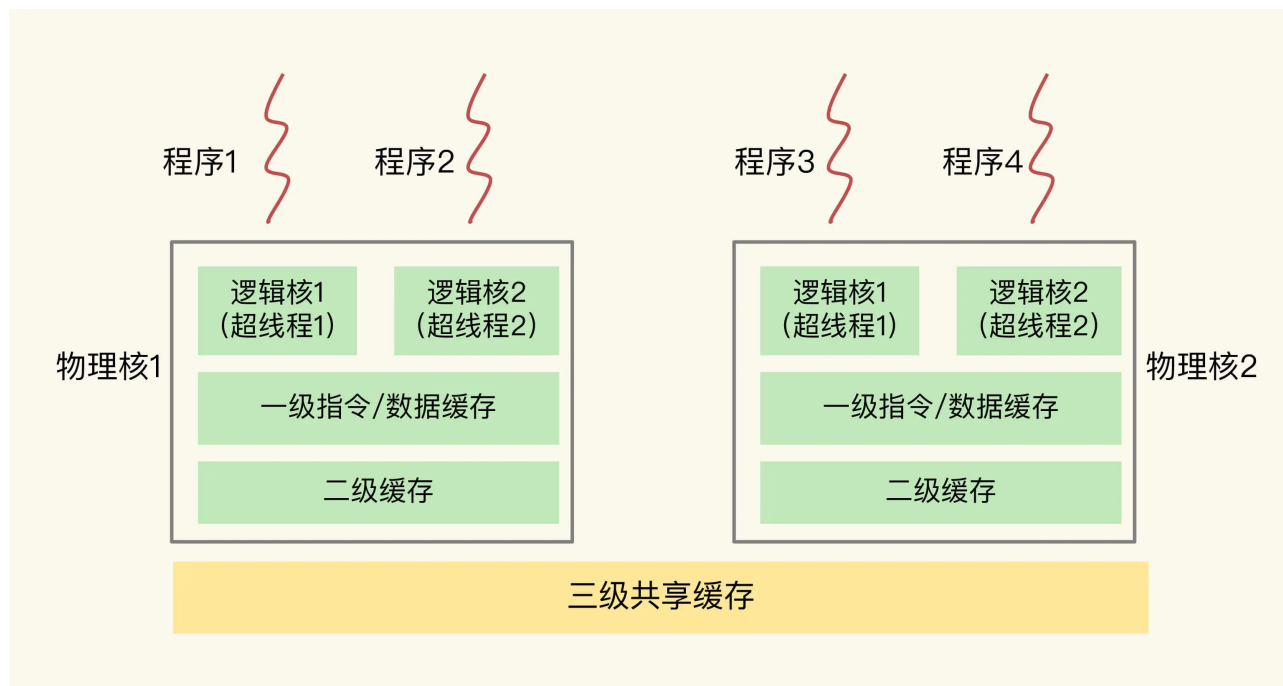 程序1
程序2
程序3
程序4
物理核1
逻辑核1
(超线程1)
逻辑核2
(超线程2)
一级指令/数据缓存
二级缓存
逻辑核1
(超线程1)
逻辑核2
(超线程2)
一级指令/数据缓存
二级缓存
物理核2
三级共享缓存